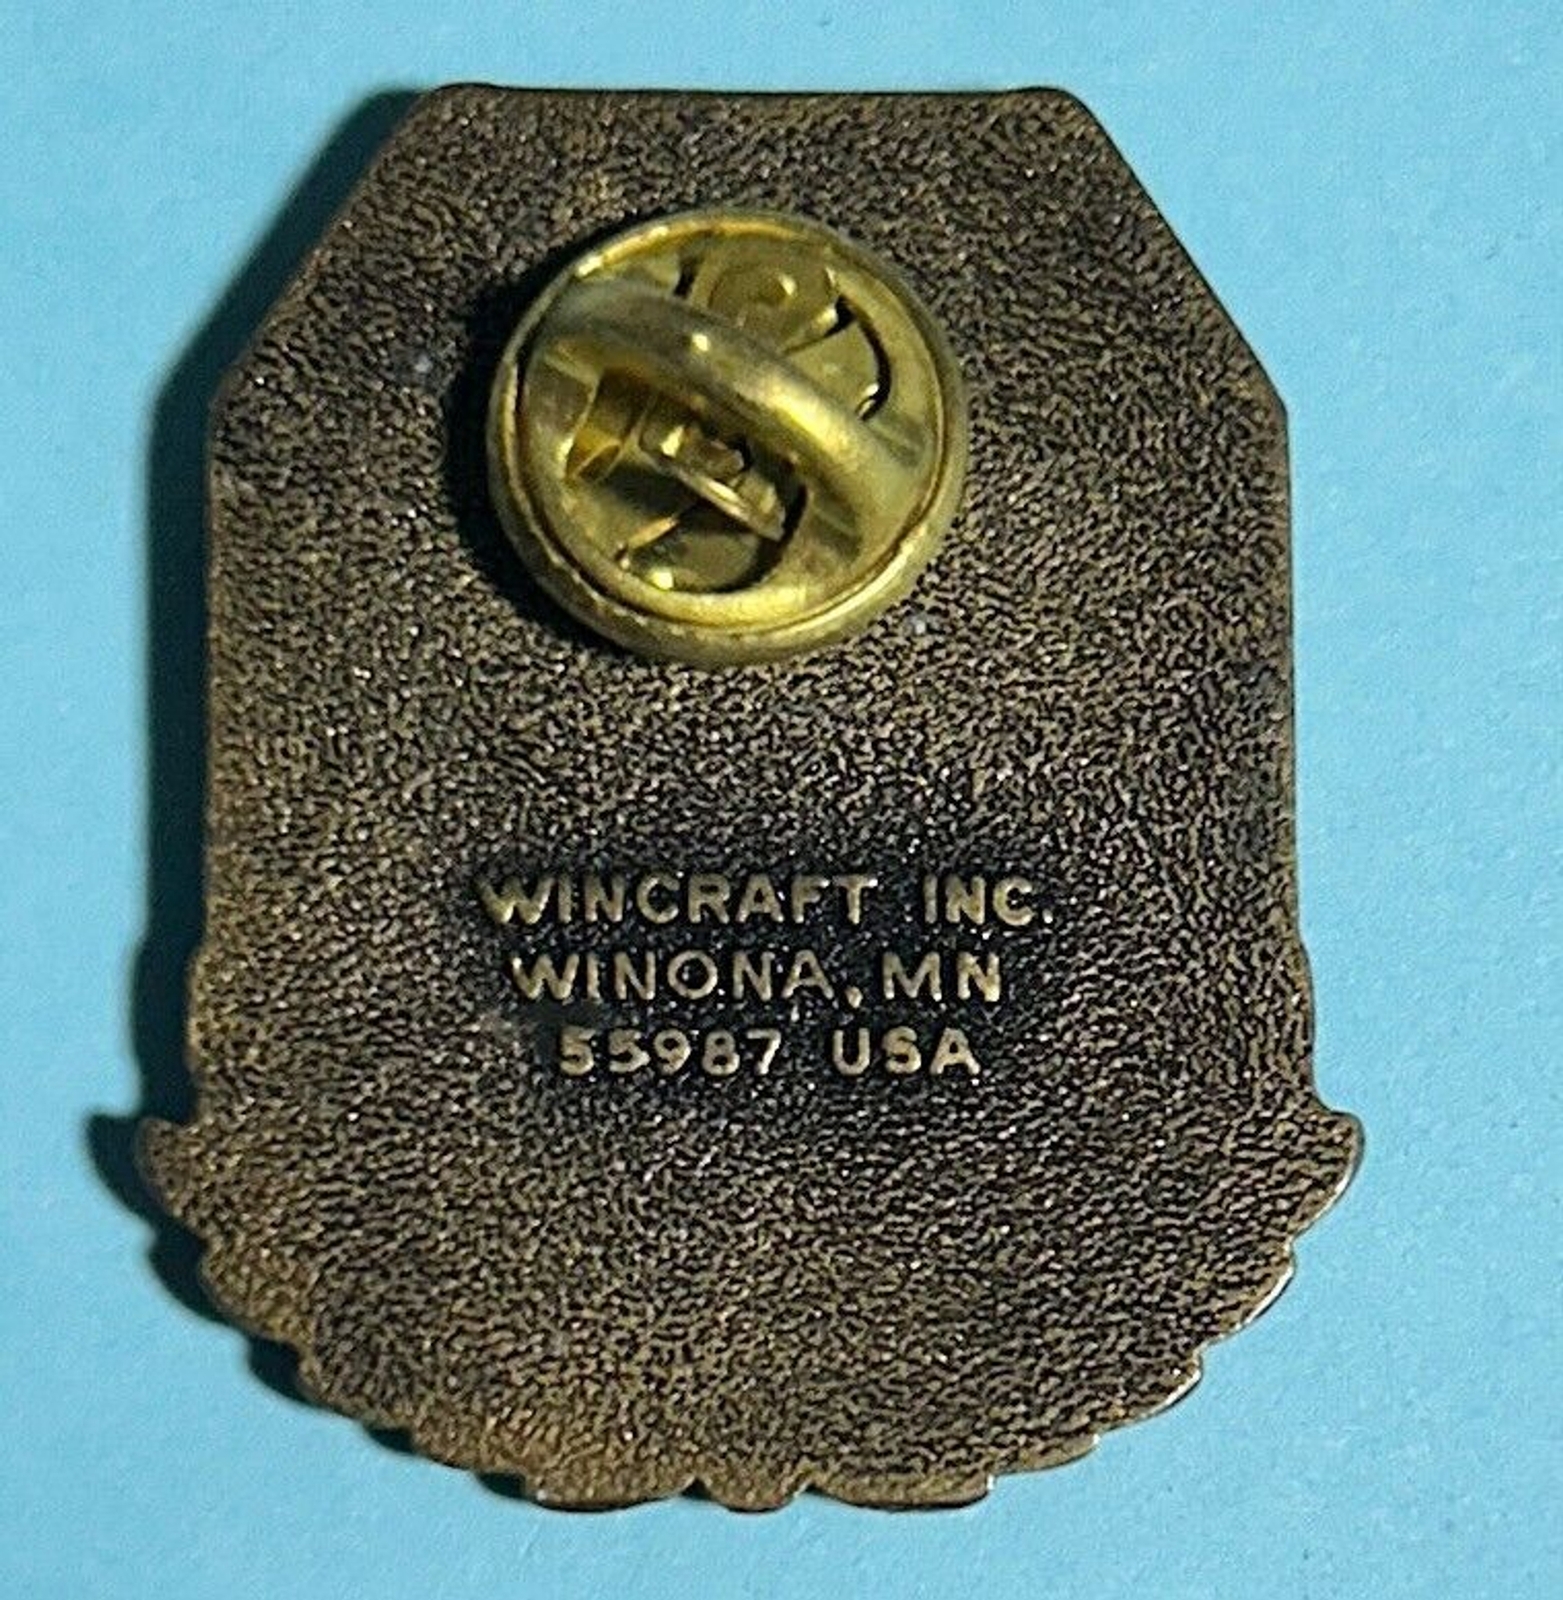 WINCRAFT INC.
WINONA, MN
55987 USA